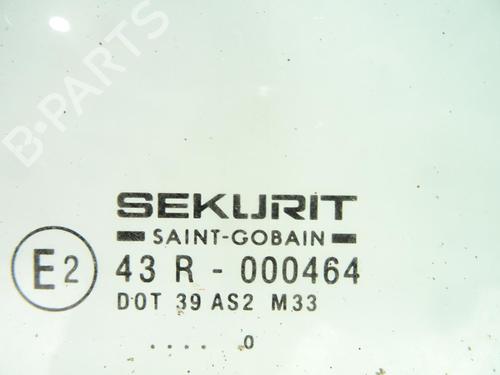 B-PARTS
SEKURIT
SAINT-GOBAIN
E2
43 R - 000464
DOT 39 AS2 M33
.... 0